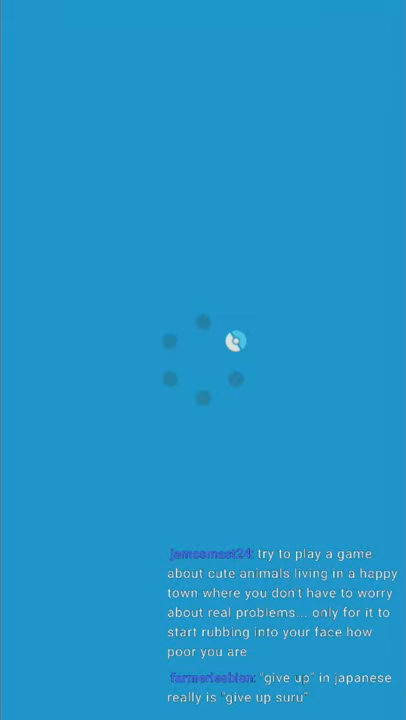 try to play a game
about cute animals living in a happy
town where you don't have to worry
about real problems... only for it to
start rubbing into your face how
poor you are
"give up" in japanese
really is "give up suru"